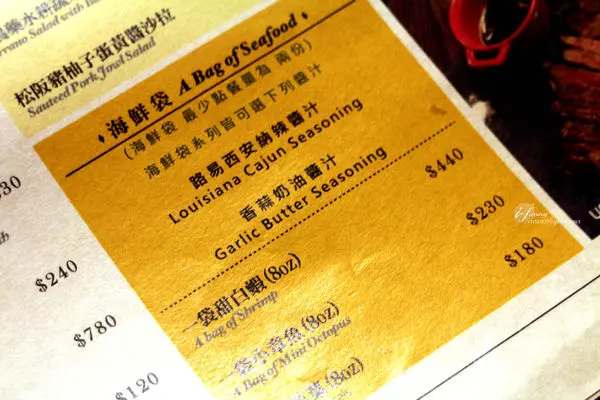 Salad with
松阪豬柚子蛋黃醬沙拉
Sauteed Pork Jowl Salad
海鮮袋 A Bag of Seafood
(海鮮袋 最少點餐量為 兩份)
海鮮袋系列皆可選下列醬汁
路易西安納辣醬汁
Louisiana Cajun Seasoning
香蒜奶油醬汁
Garlic Butter Seasoning
一袋甜白蝦(8oz) $440
A bag of Shrimp
一袋小章魚(8oz) $230
A Bag of Mini Octopus
(8oz) $180
$240
$780
$120